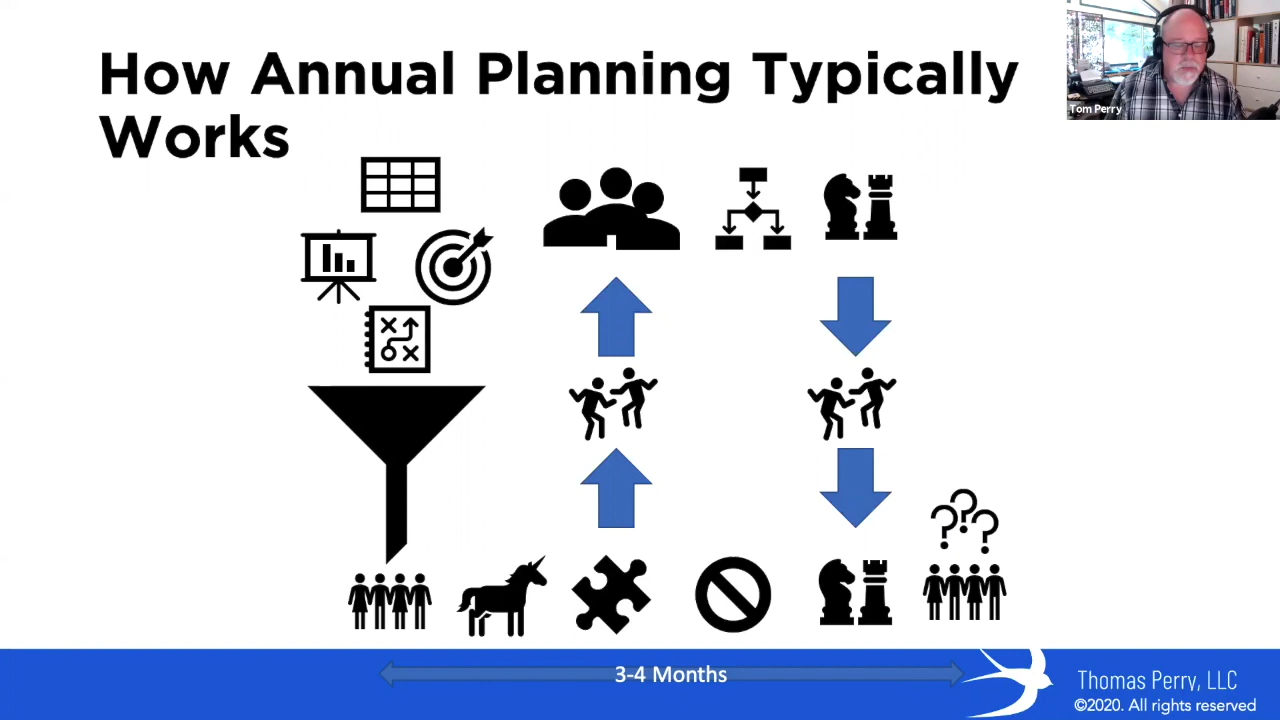 How Annual Planning Typically
Works
Tom Perry
3-4 Months
Thomas Perry, LLC
©2020. All rights reserved